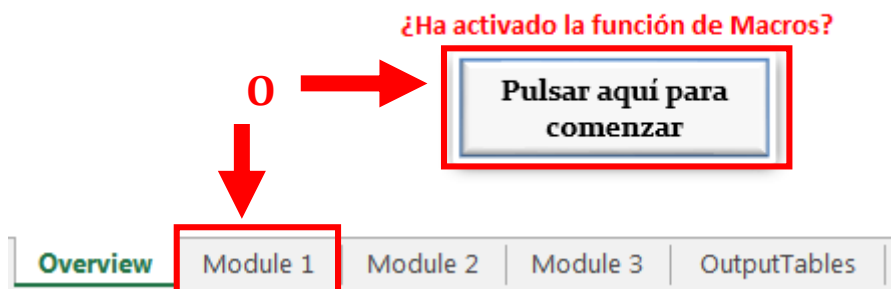 ¿Ha activado la función de Macros?
O
Pulsar aquí para
comenzar
Overview Module 1 Module 2 Module 3 OutputTables